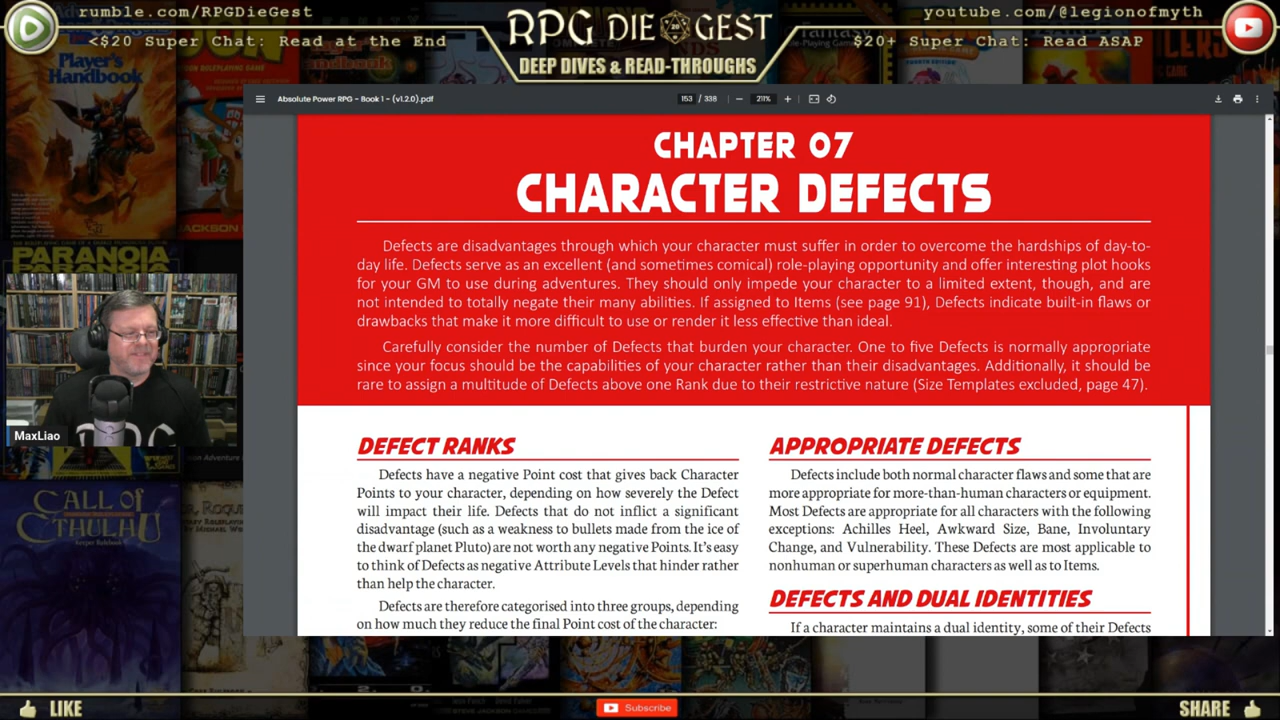 rumble.com/RPGDieGest
<$20 Super Chat: Read at the End
RPG DIE GEST
DEEP DIVES & READ-THROUGHS
youtube.com/@legionofmyth
$20+ Super Chat: Read ASAP
Player's
Handbook
PARANOIA
Absolute Power RPG - Book 1 - (v1.2.0).pdf
153 / 338
211%
CHAPTER 07
CHARACTER DEFECTS
Defects are disadvantages through which your character must suffer in order to overcome the hardships of day-to-
day life. Defects serve as an excellent (and sometimes comical) role-playing opportunity and offer interesting plot hooks
for your GM to use during adventures. They should only impede your character to a limited extent, though, and are
not intended to totally negate their many abilities. If assigned to Items (see page 91), Defects indicate built-in flaws or
drawbacks that make it more difficult to use or render it less effective than ideal.
Carefully consider the number of Defects that burden your character. One to five Defects is normally appropriate
since your focus should be the capabilities of your character rather than their disadvantages. Additionally, it should be
rare to assign a multitude of Defects above one Rank due to their restrictive nature (Size Templates excluded, page 47).
DEFECT RANKS
Defects have a negative Point cost that gives back Character
Points to your character, depending on how severely the Defect
will impact their life. Defects that do not inflict a significant
disadvantage (such as a weakness to bullets made from the ice of
the dwarf planet Pluto) are not worth any negative Points. It's easy
to think of Defects as negative Attribute Levels that hinder rather
than help the character.
Defects are therefore categorised into three groups, depending
on how much they reduce the final Point cost of the character:
APPROPRIATE DEFECTS
Defects include both normal character flaws and some that are
more appropriate for more-than-human characters or equipment.
Most Defects are appropriate for all characters with the following
exceptions: Achilles Heel, Awkward Size, Bane, Involuntary
Change, and Vulnerability. These Defects are most applicable to
nonhuman or superhuman characters as well as to Items.
DEFECTS AND DUAL IDENTITIES
If a character maintains a dual identity, some of their Defects
MaxLiao
CALL of
CTHULHU
LIKE
Subscribe
SHARE